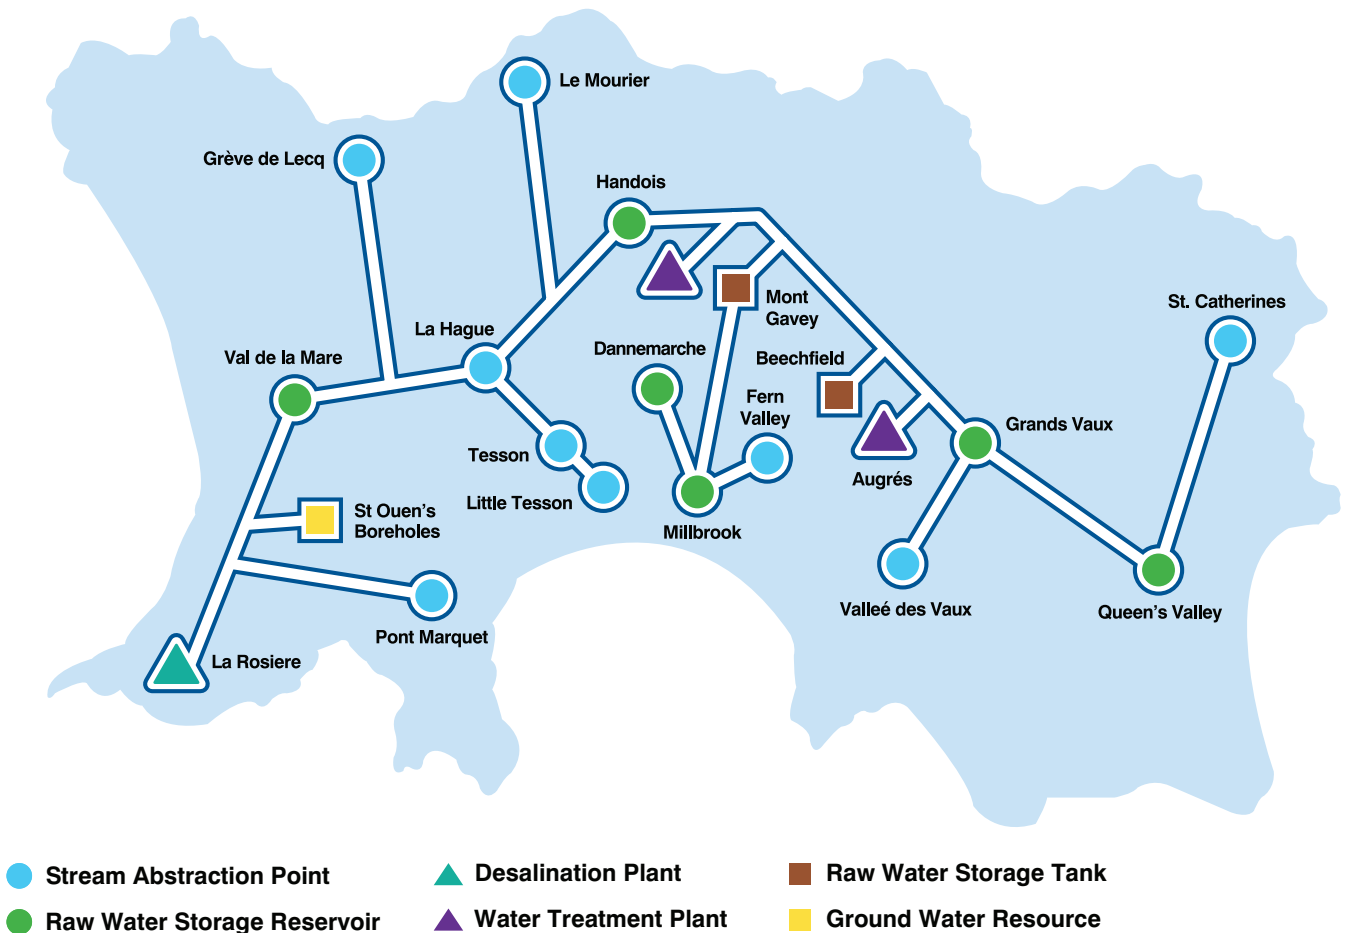 Le Mourier
Grève de Lecq
Handois
Mont
Gavey
St. Catherines
La Hague
Val de la Mare
Dannemarche
Beechfield
Fern
Valley
Grands Vaux
Tesson
Augrés
Little Tesson
St Ouen's
Boreholes
Millbrook
Valleé des Vaux
Queen's Valley
Pont Marquet
La Rosiere
Stream Abstraction Point
Desalination Plant
Raw Water Storage Tank
Raw Water Storage Reservoir
Water Treatment Plant
Ground Water Resource